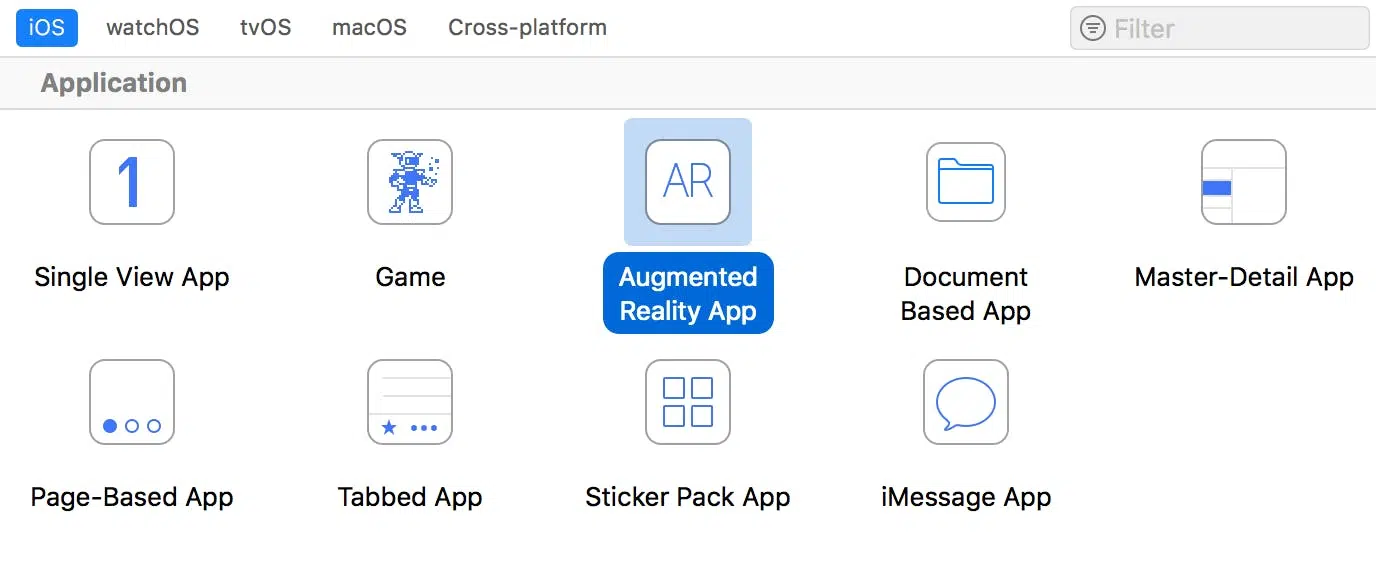 iOS watchOS tvOS macOS Cross-platform Filter
Application
1 AR
Single View App Game Augmented Reality App Document Based App Master-Detail App
Page-Based App Tabbed App Sticker Pack App iMessage App